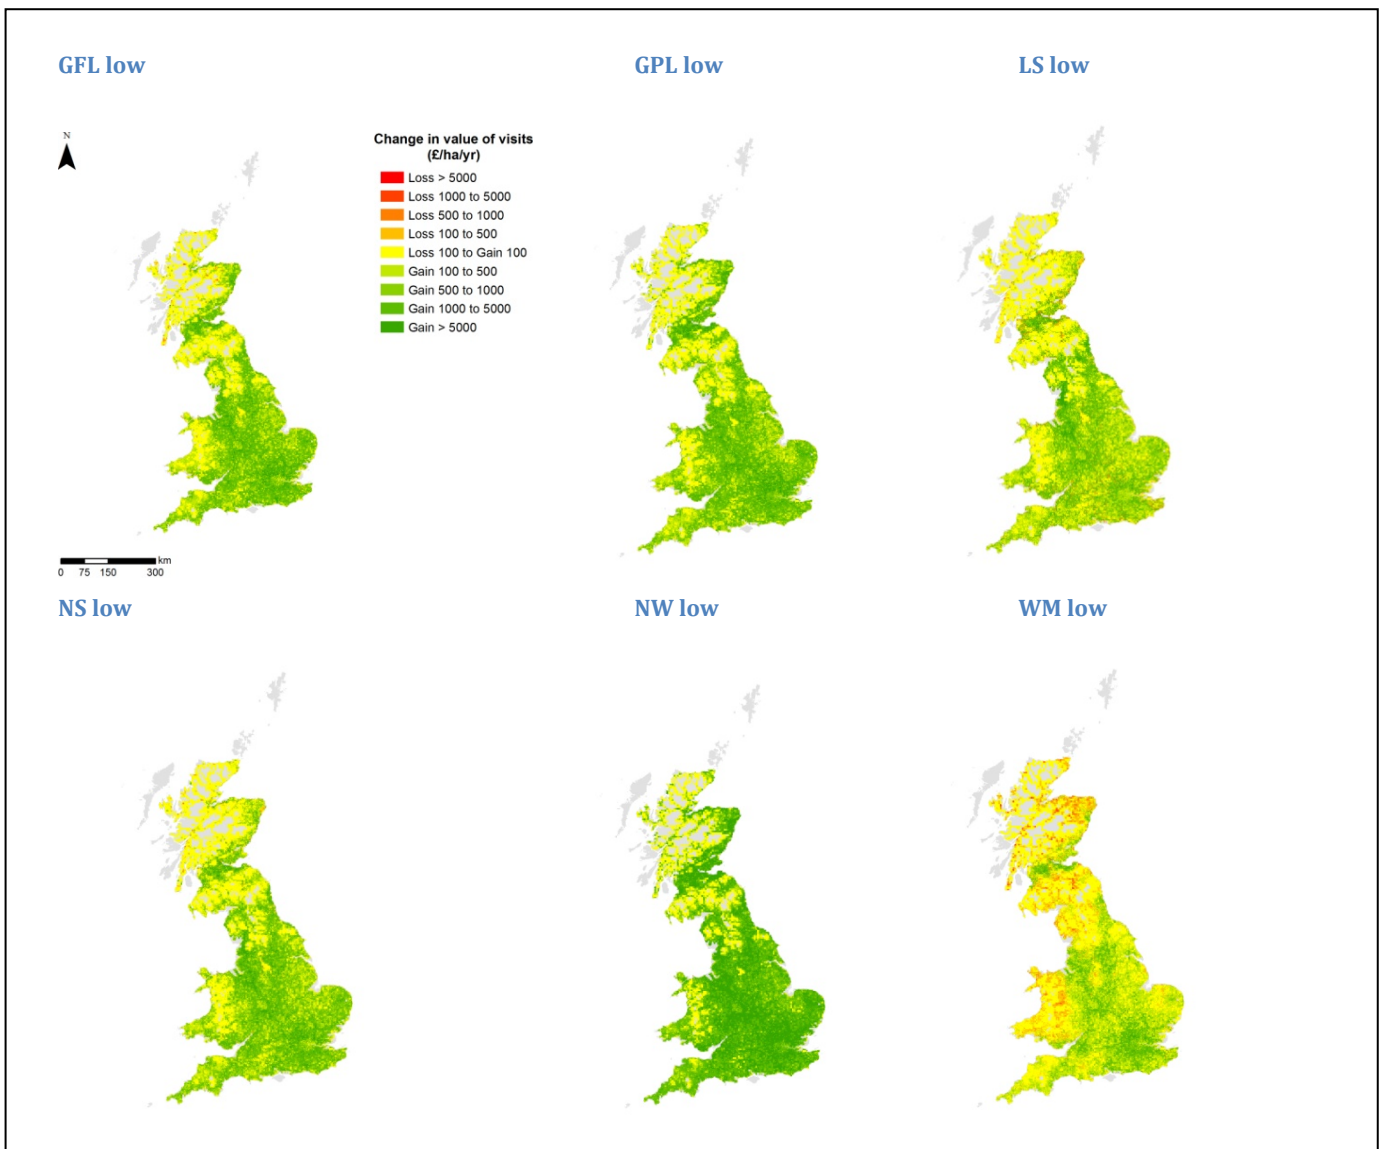 GFL low
GPL low
LS low
N
Change in value of visits
(£/ha/yr)
Loss > 5000
Loss 1000 to 5000
Loss 500 to 1000
Loss 100 to 500
Loss 100 to Gain 100
Gain 100 to 500
Gain 500 to 1000
Gain 1000 to 5000
Gain > 5000
km
0 75 150 300
NS low
NW low
WM low